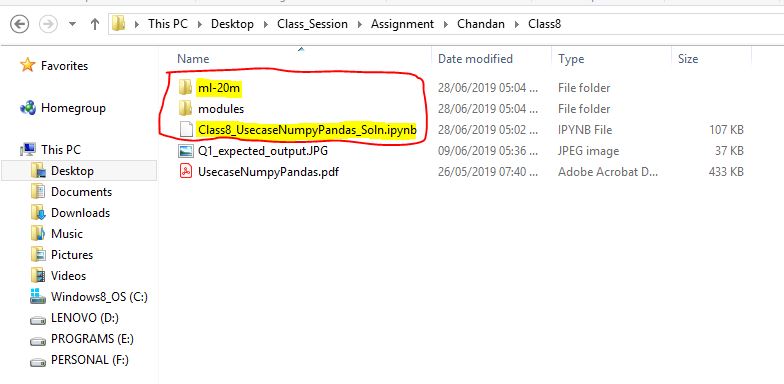 This PC Desktop Class_Session Assignment Chandan Class8
Name Date modified Type Size
Favorites
Homegroup
This PC
Desktop
Documents
Downloads
Music
Pictures
Videos
Windows8_OS (C:)
LENOVO (D:)
PROGRAMS (E:)
PERSONAL (F:)
ml-20m 28/06/2019 05:04 ... File folder
modules 28/06/2019 05:04 ... File folder
Class8_UsecaseNumpyPandas_Soln.ipynb 28/06/2019 05:02 ... IPYNB File 107 KB
Q1_expected_output.JPG 09/06/2019 05:36 ... JPEG image 37 KB
UsecaseNumpyPandas.pdf 26/05/2019 07:40 ... Adobe Acrobat D... 433 KB